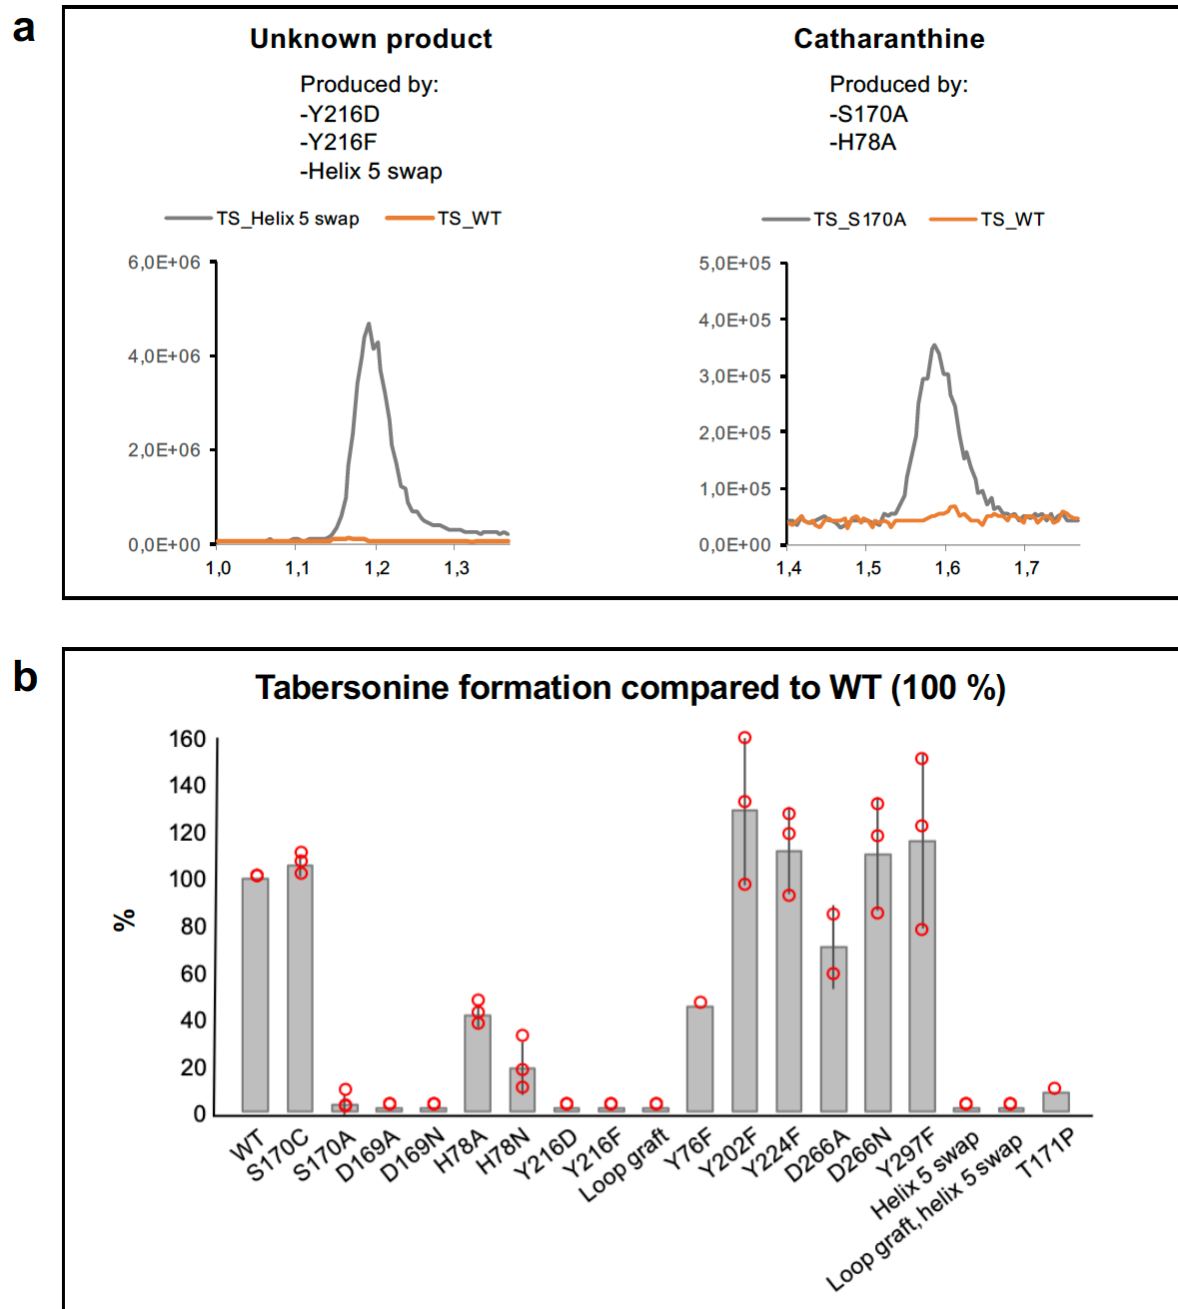 a
Unknown product
Produced by:
-Y216D
-Y216F
-Helix 5 swap
TS_Helix 5 swap
TS_WT
6,0E+06
4,0E+06
2,0E+06
0,0E+00
1,0
1,1
1,2
1,3
Catharanthine
Produced by:
-S170A
-H78A
TS_S170A
TS_WT
5,0E+05
4,0E+05
3,0E+05
2,0E+05
1,0E+05
0,0E+00
1,4
1,5
1,6
1,7
b
Tabersonine formation compared to WT (100 %)
%
160
140
120
100
80
60
40
20
0
WT
S170C
S170A
D169A
D169N
H78A
H78N
Y216D
Y216F
Loop graft
Y76F
Y202F
Y224F
D266A
D266N
Y297F
Helix 5 swap
Loop graft, helix 5 swap
T171P